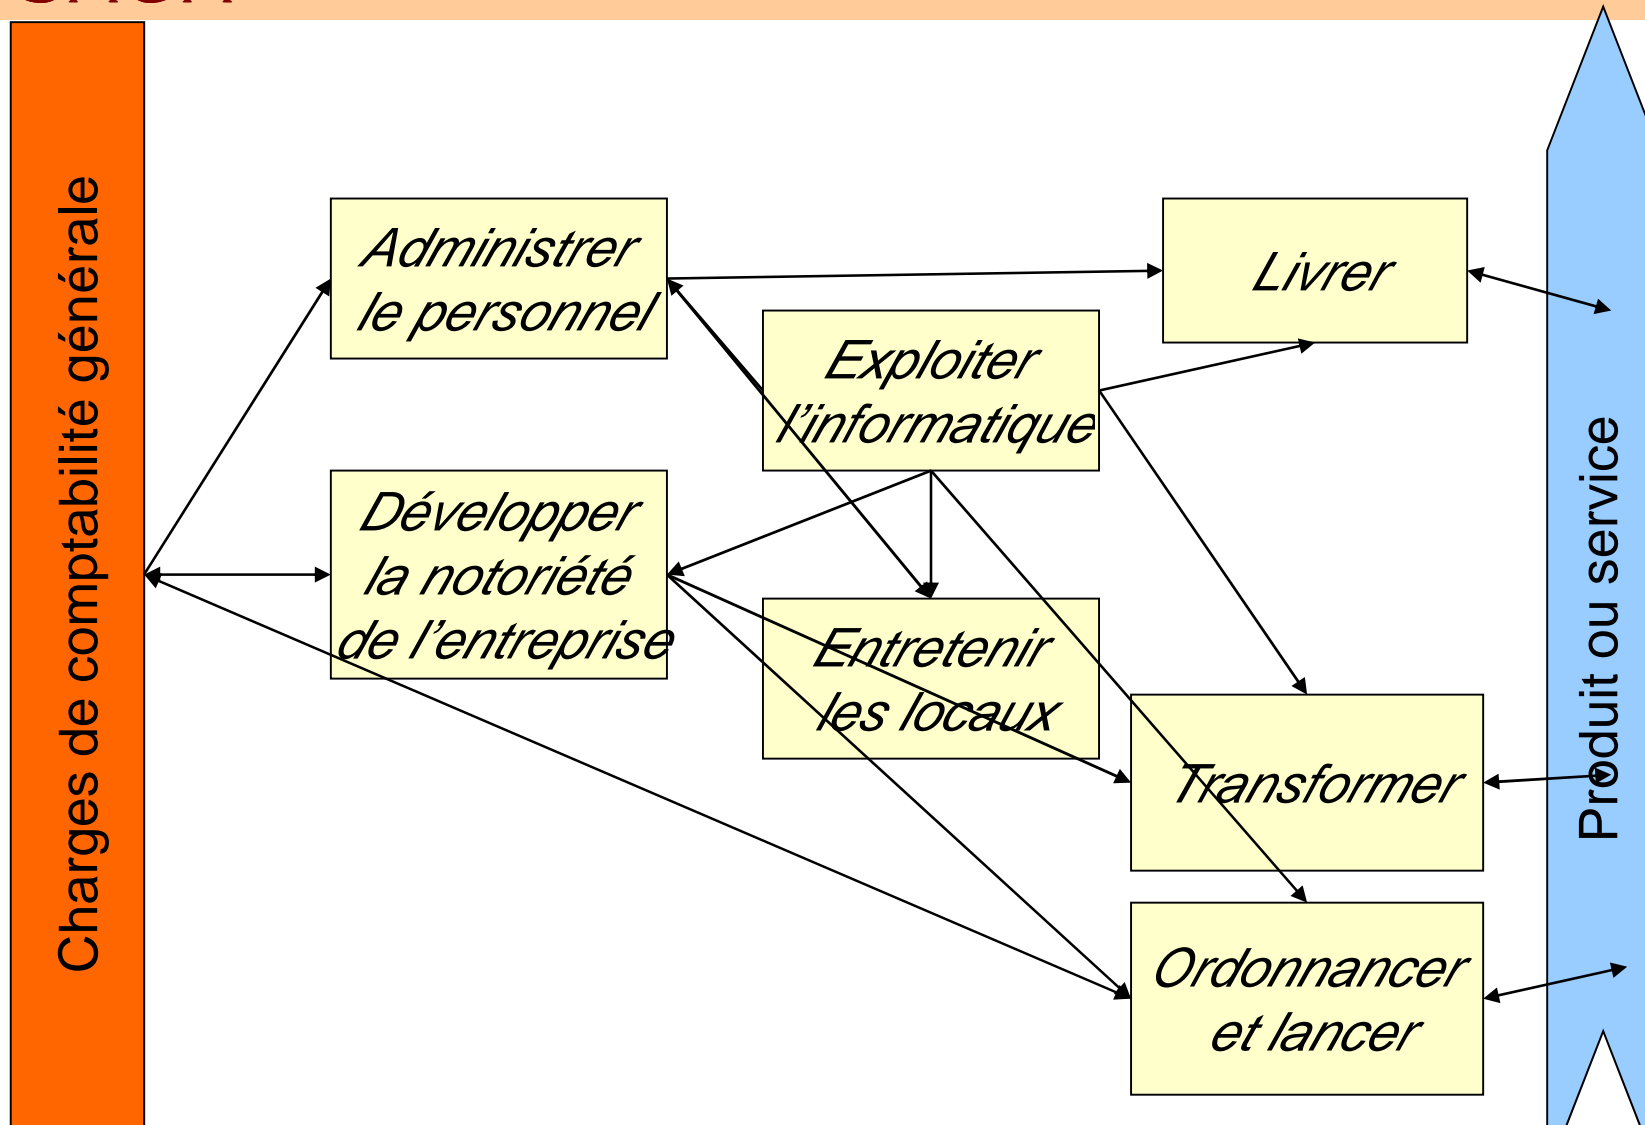 Charges de comptabilité générale
Administrer
le personnel
Livrer
Exploiter
l’informatique
Développer
la notoriété
de l’entreprise
Entretenir
les locaux
Transformer
Ordonnancer
et lancer
Produit ou service